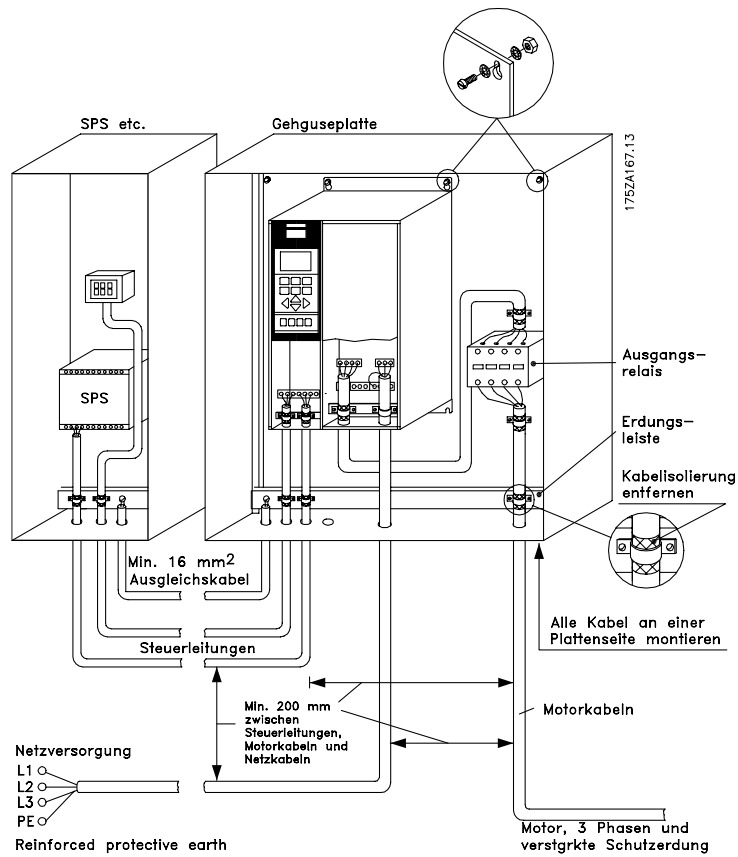 SPS etc.
Gehguseplatte
175ZA167.13
SPS
Ausgangs-
relais
Erdungs-
leiste
Kabelisolierung
entfernen
Min. 16 mm2
Ausgleichskabel
Alle Kabel an einer
Plattenseite montieren
Steuerleitungen
Min. 200 mm
zwischen
Steuerleitungen,
Motorkabeln und
Netzkabeln
Motorkabeln
Netzversorgung
L1
L2
L3
PE
Reinforced protective earth
Motor, 3 Phasen und
verstgrkte Schutzerdung